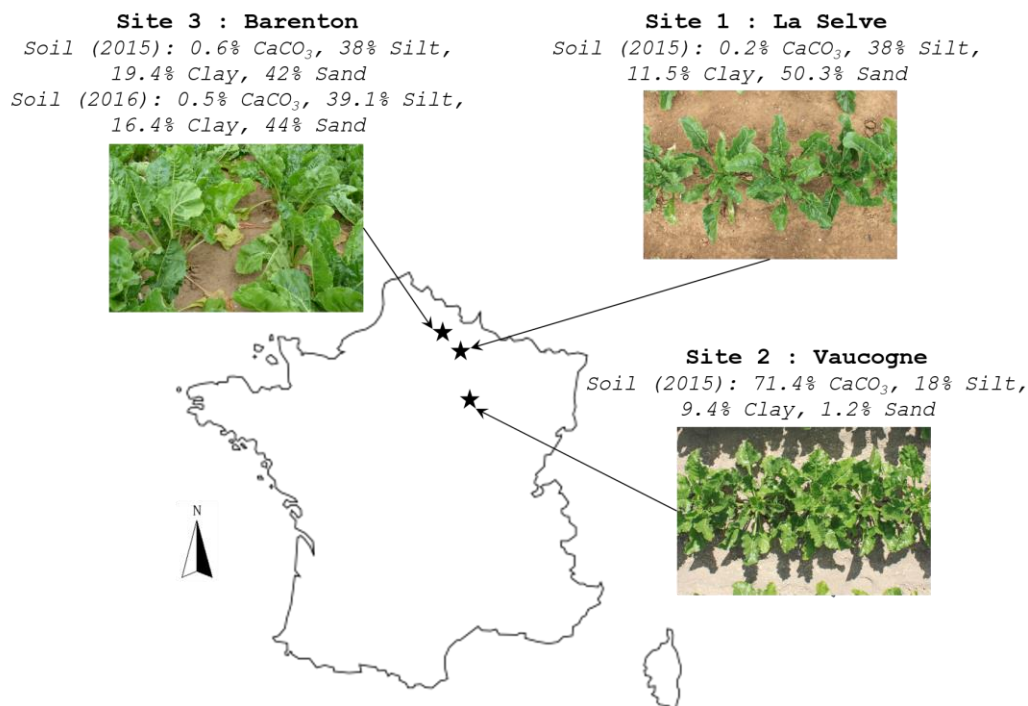 Site 3 : Barenton
Soil (2015): 0.6% CaCO₃, 38% Silt,
19.4% Clay, 42% Sand
Soil (2016): 0.5% CaCO₃, 39.1% Silt,
16.4% Clay, 44% Sand
Site 1 : La Selve
Soil (2015): 0.2% CaCO₃, 38% Silt,
11.5% Clay, 50.3% Sand
Site 2 : Vaucogne
Soil (2015): 71.4% CaCO₃, 18% Silt,
9.4% Clay, 1.2% Sand
N